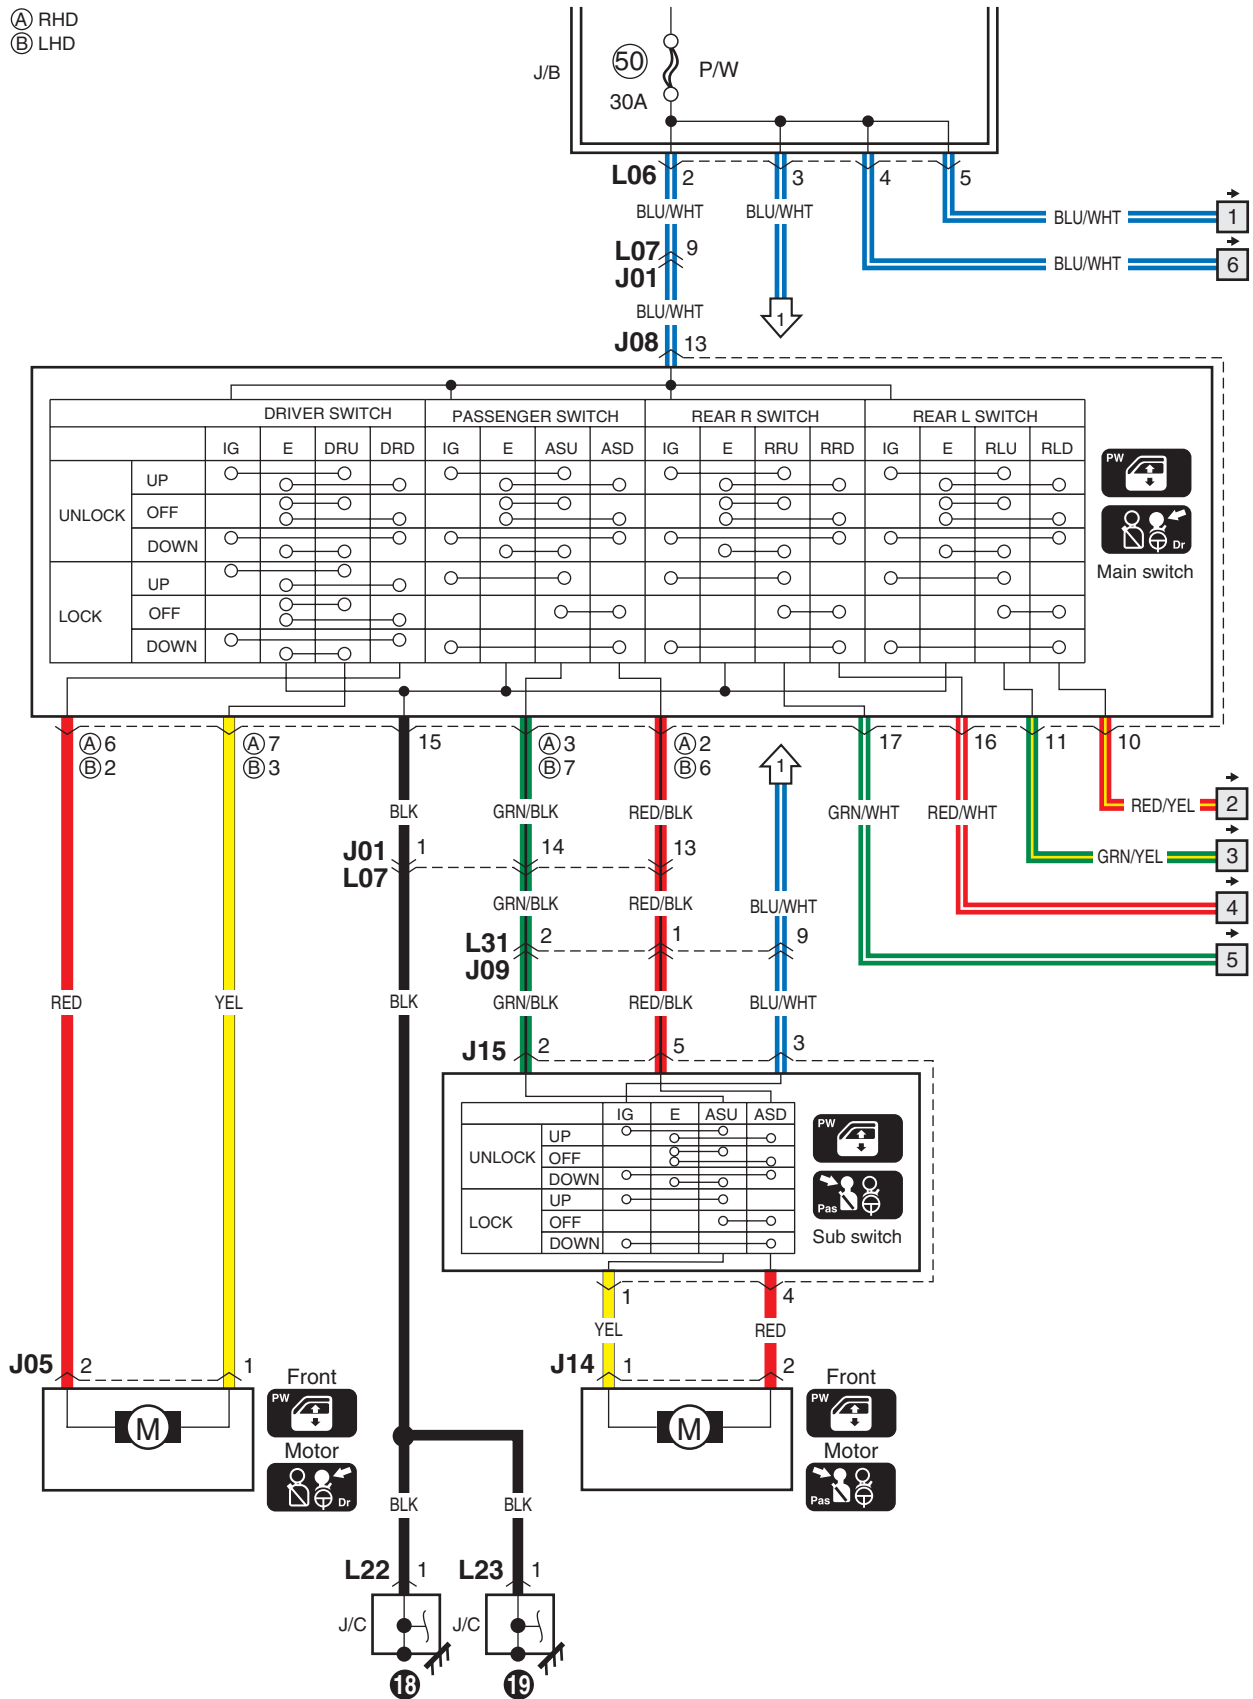 Ⓐ RHD
Ⓑ LHD
J/B
50
P/W
30A
L06 2 3 4 5
BLU/WHT BLU/WHT BLU/WHT 1
L07 9
J01
BLU/WHT 6
BLU/WHT
1
J08 13
DRIVER SWITCH PASSENGER SWITCH REAR R SWITCH REAR L SWITCH
IG E DRU DRD IG E ASU ASD IG E RRU RRD IG E RLU RLD
UNLOCK
UP
OFF
DOWN
LOCK
UP
OFF
DOWN
PW
Dr
Main switch
Ⓐ6 Ⓐ7 15 Ⓐ3 Ⓐ2 17 16 11 10
Ⓑ2 Ⓑ3 Ⓑ7 Ⓑ6
1
BLK GRN/BLK RED/BLK GRN/WHT RED/WHT RED/YEL 2
J01 1 14 13
L07
GRN/YEL 3
GRN/BLK RED/BLK BLU/WHT 4
L31 2 1 9
J09
5
RED YEL BLK GRN/BLK RED/BLK BLU/WHT
J15 2 5 3
IG E ASU ASD
UNLOCK
UP
OFF
DOWN
LOCK
UP
OFF
DOWN
PW
Pas
Sub switch
1 4
YEL RED
J05 2 1
J14 1 2
Front
PW
Motor
Dr
M
Front
PW
Motor
Pas
M
BLK BLK
L22 1 L23 1
J/C J/C
18 19